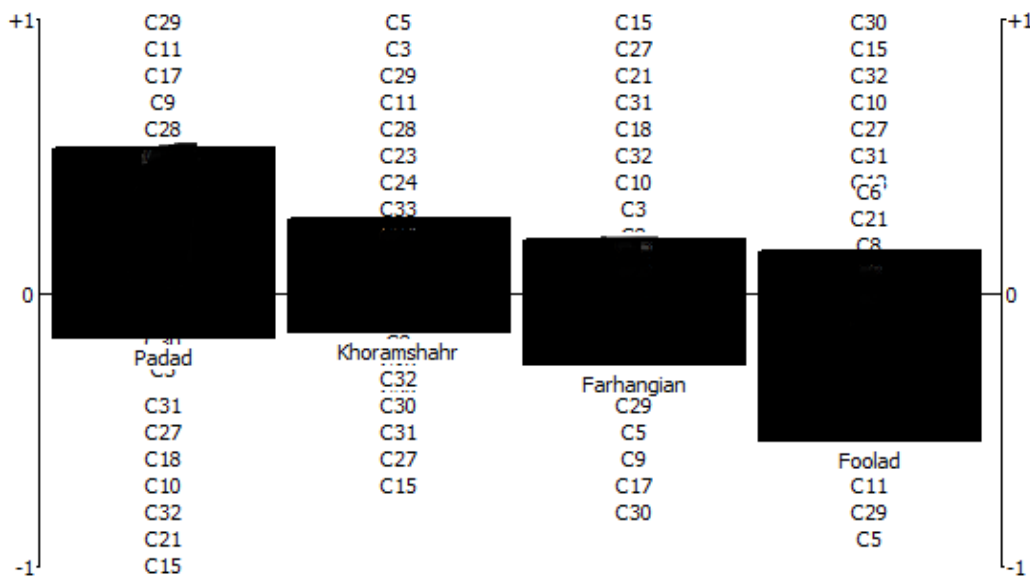 +1 C29 C5 C15 C30 +1
C11 C3 C27 C15
C17 C29 C21 C32
C9 C11 C31 C10
C28 C28 C18 C27
C23 C32 C31
C24 C10
C6
C33 C3 C21
C8
0 0
Padad Khoramshahr
C32 Farhangian
C31 C30 C29
C27 C31 C5
C18 C27 C9 Foolad
C10 C15 C17 C11
C32 C30 C29
C21 C5
-1 C15 -1